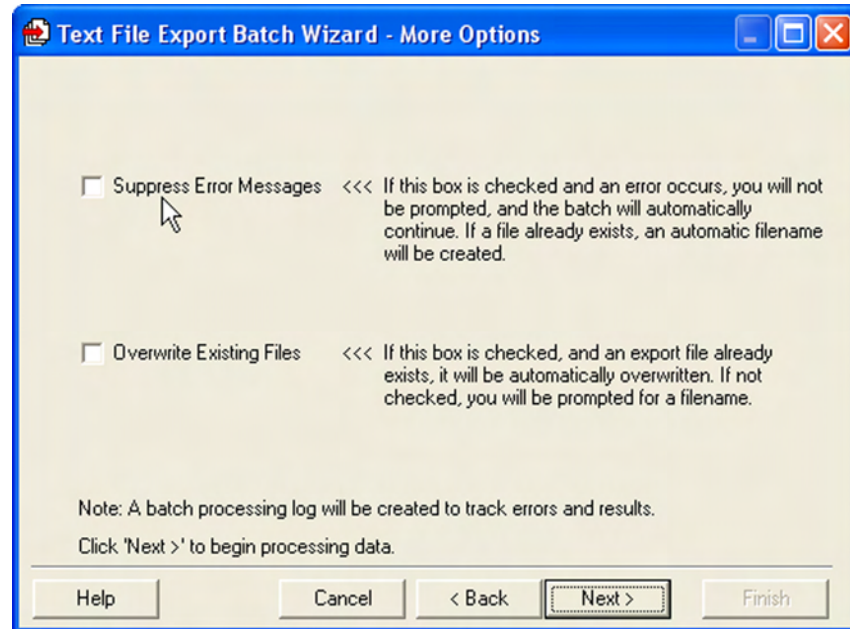 Text File Export Batch Wizard - More Options
Suppress Error Messages <<< If this box is checked and an error occurs, you will not
be prompted, and the batch will automatically
continue. If a file already exists, an automatic filename
will be created.
Overwrite Existing Files <<< If this box is checked, and an export file already
exists, it will be automatically overwritten. If not
checked, you will be prompted for a filename.
Note: A batch processing log will be created to track errors and results.
Click 'Next >' to begin processing data.
Help Cancel < Back Next > Finish